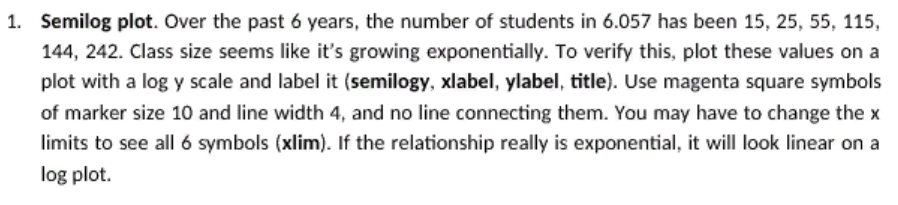 1. Semilog plot. Over the past 6 years, the number of students in 6.057 has been 15, 25, 55, 115,
144, 242. Class size seems like it's growing exponentially. To verify this, plot these values on a
plot with a log y scale and label it (semilogy, xlabel, ylabel, title). Use magenta square symbols
of marker size 10 and line width 4, and no line connecting them. You may have to change the x
limits to see all 6 symbols (xlim). If the relationship really is exponential, it will look linear on a
log plot.